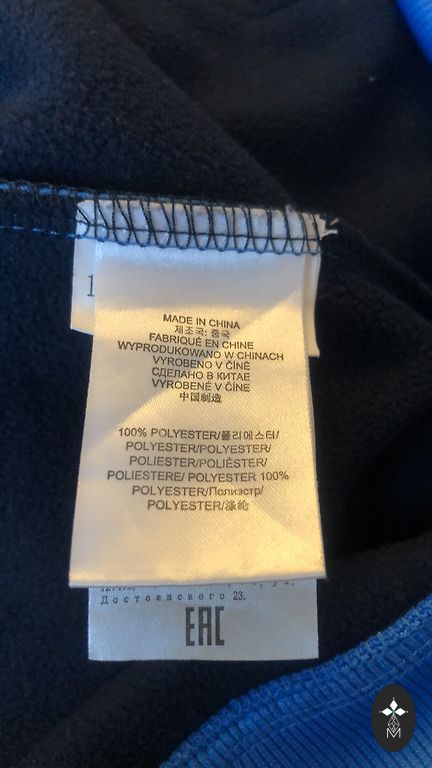 1
MADE IN CHINA
제조국: 중국
FABRIQUÉ EN CHINE
WYPRODUKOWANO W CHINACH
VYROBENO V ČÍNĚ
СДЕЛАНО В КИТАЕ
VYROBENÉ V ČÍNE
中国制造
100% POLYESTER/폴리에스터/
POLYESTER/POLYESTER/
POLIESTER/POLIÉSTER/
POLIESTERE/ POLYESTER 100%
POLYESTER/Полиэстр/
POLYESTER/涤纶
Достоевского 23.
EAC
M